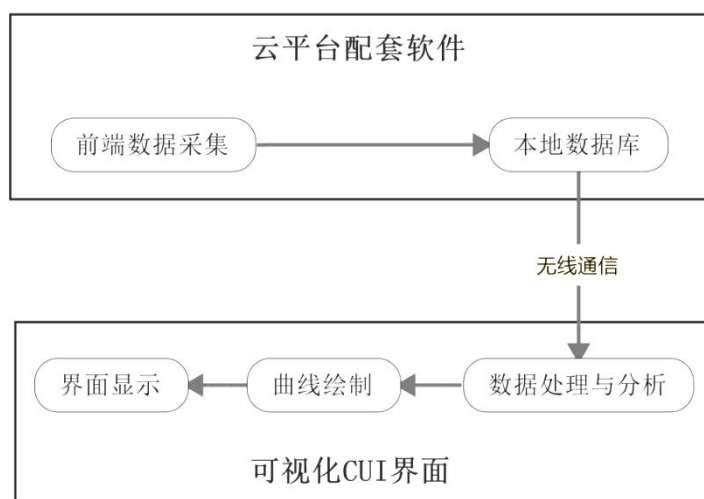 云平台配套软件
前端数据采集
本地数据库
无线通信
界面显示
曲线绘制
数据处理与分析
可视化CUI界面